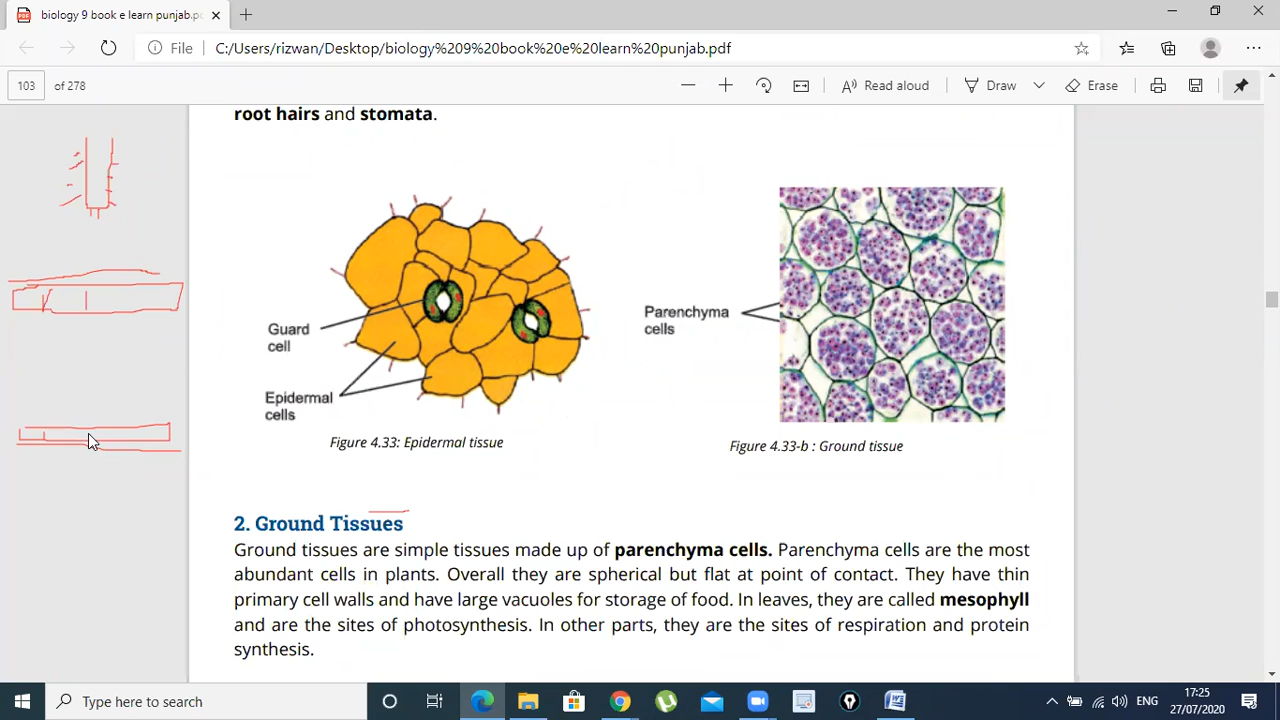 biology 9 book e learn punjab.pd
File
C:/Users/rizwan/Desktop/biology%209%20book%20e%20learn%20punjab.pdf
103
of 278
Read aloud
Draw
Erase
root hairs and stomata.
Guard
cell
Epidermal
cells
Figure 4.33: Epidermal tissue
Parenchyma
cells
Figure 4.33-b : Ground tissue
2. Ground Tissues
Ground tissues are simple tissues made up of parenchyma cells. Parenchyma cells are the most
abundant cells in plants. Overall they are spherical but flat at point of contact. They have thin
primary cell walls and have large vacuoles for storage of food. In leaves, they are called mesophyll
and are the sites of photosynthesis. In other parts, they are the sites of respiration and protein
synthesis.
Type here to search
ENG
17:25
27/07/2020